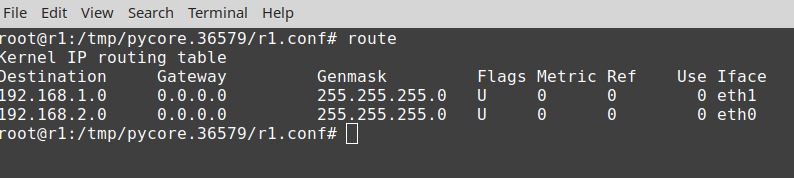 File Edit View Search Terminal Help
root@r1:/tmp/pycore.36579/r1.conf# route
Kernel IP routing table
Destination     Gateway         Genmask         Flags Metric Ref    Use Iface
192.168.1.0     0.0.0.0         255.255.255.0   U     0      0        0 eth1
192.168.2.0     0.0.0.0         255.255.255.0   U     0      0        0 eth0
root@r1:/tmp/pycore.36579/r1.conf#